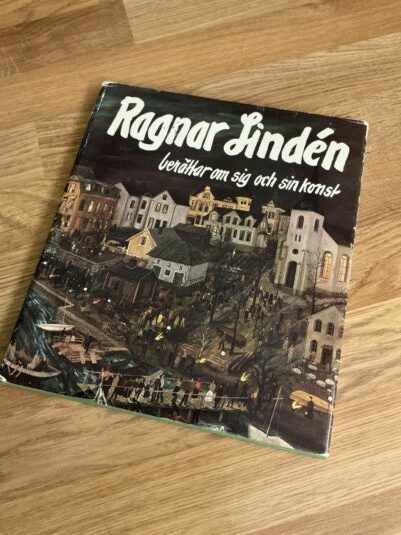 Ragnar Lindén
berättar om sig och sin konst